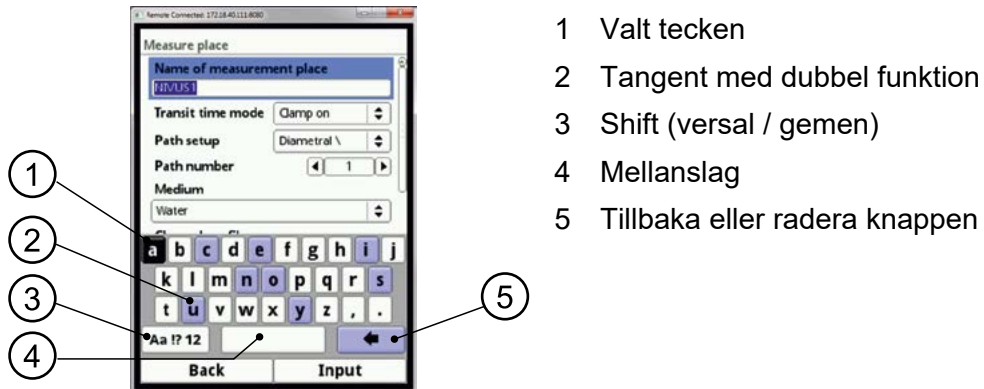 Remote Connected: 172.18.40.111:8080
Measure place
Name of measurement place
NIVUS1
Transit time mode Clamp on
Path setup Diametral \
Path number 1
Medium
Water
a b c d e f g h i j
k l m n o p q r s
t u v w x y z , .
Aa !? 12
Back Input
1
2
3
4
5
1 Valt tecken
2 Tangent med dubbel funktion
3 Shift (versal / gemen)
4 Mellanslag
5 Tillbaka eller radera knappen